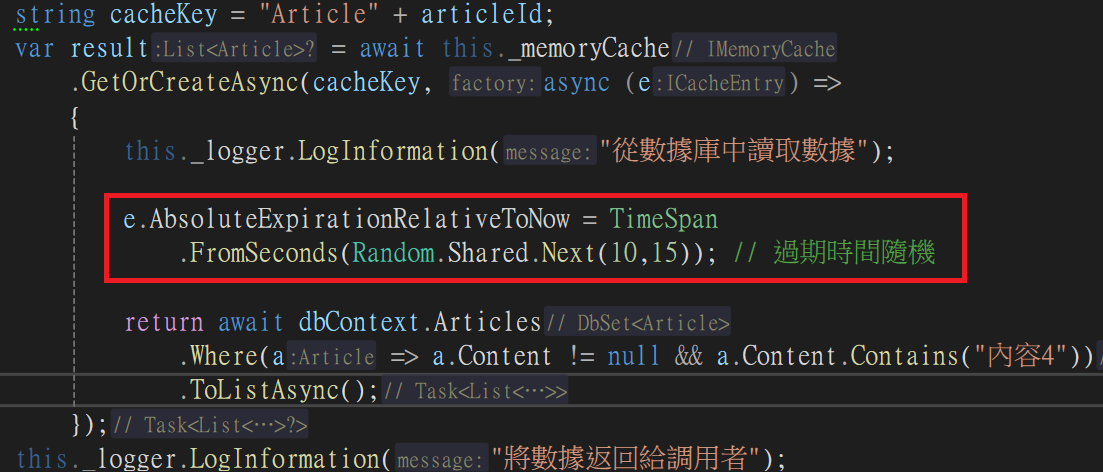 string cacheKey = "Article" + articleId;
var result:List<Article>? = await this._memoryCache// IMemoryCache
.GetOrCreateAsync(cacheKey, factory:async (e:ICacheEntry) =>
{
this._logger.LogInformation(message:"從數據庫中讀取數據");
e.AbsoluteExpirationRelativeToNow = TimeSpan
.FromSeconds(Random.Shared.Next(10,15)); // 過期時間隨機
return await dbContext.Articles// DbSet<Article>
.Where(a:Article => a.Content != null && a.Content.Contains("內容4"))/
.ToListAsync();// Task<List<…>>
});// Task<List<…>?>
this._logger.LogInformation(message:"將數據返回給調用者");